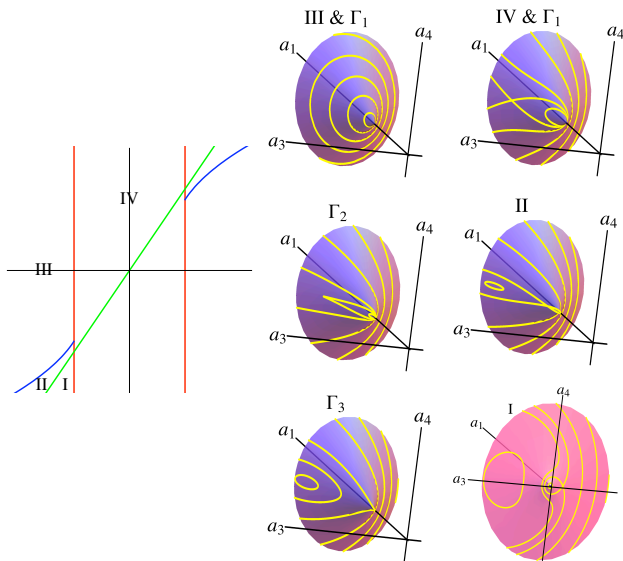 III & Γ₁
a₁
a₄
a₃
IV & Γ₁
a₁
a₄
a₃
IV
III
II I
Γ₂
a₁
a₄
a₃
II
a₁
a₄
a₃
Γ₃
a₁
a₄
a₃
I
a₄
a₁
a₃